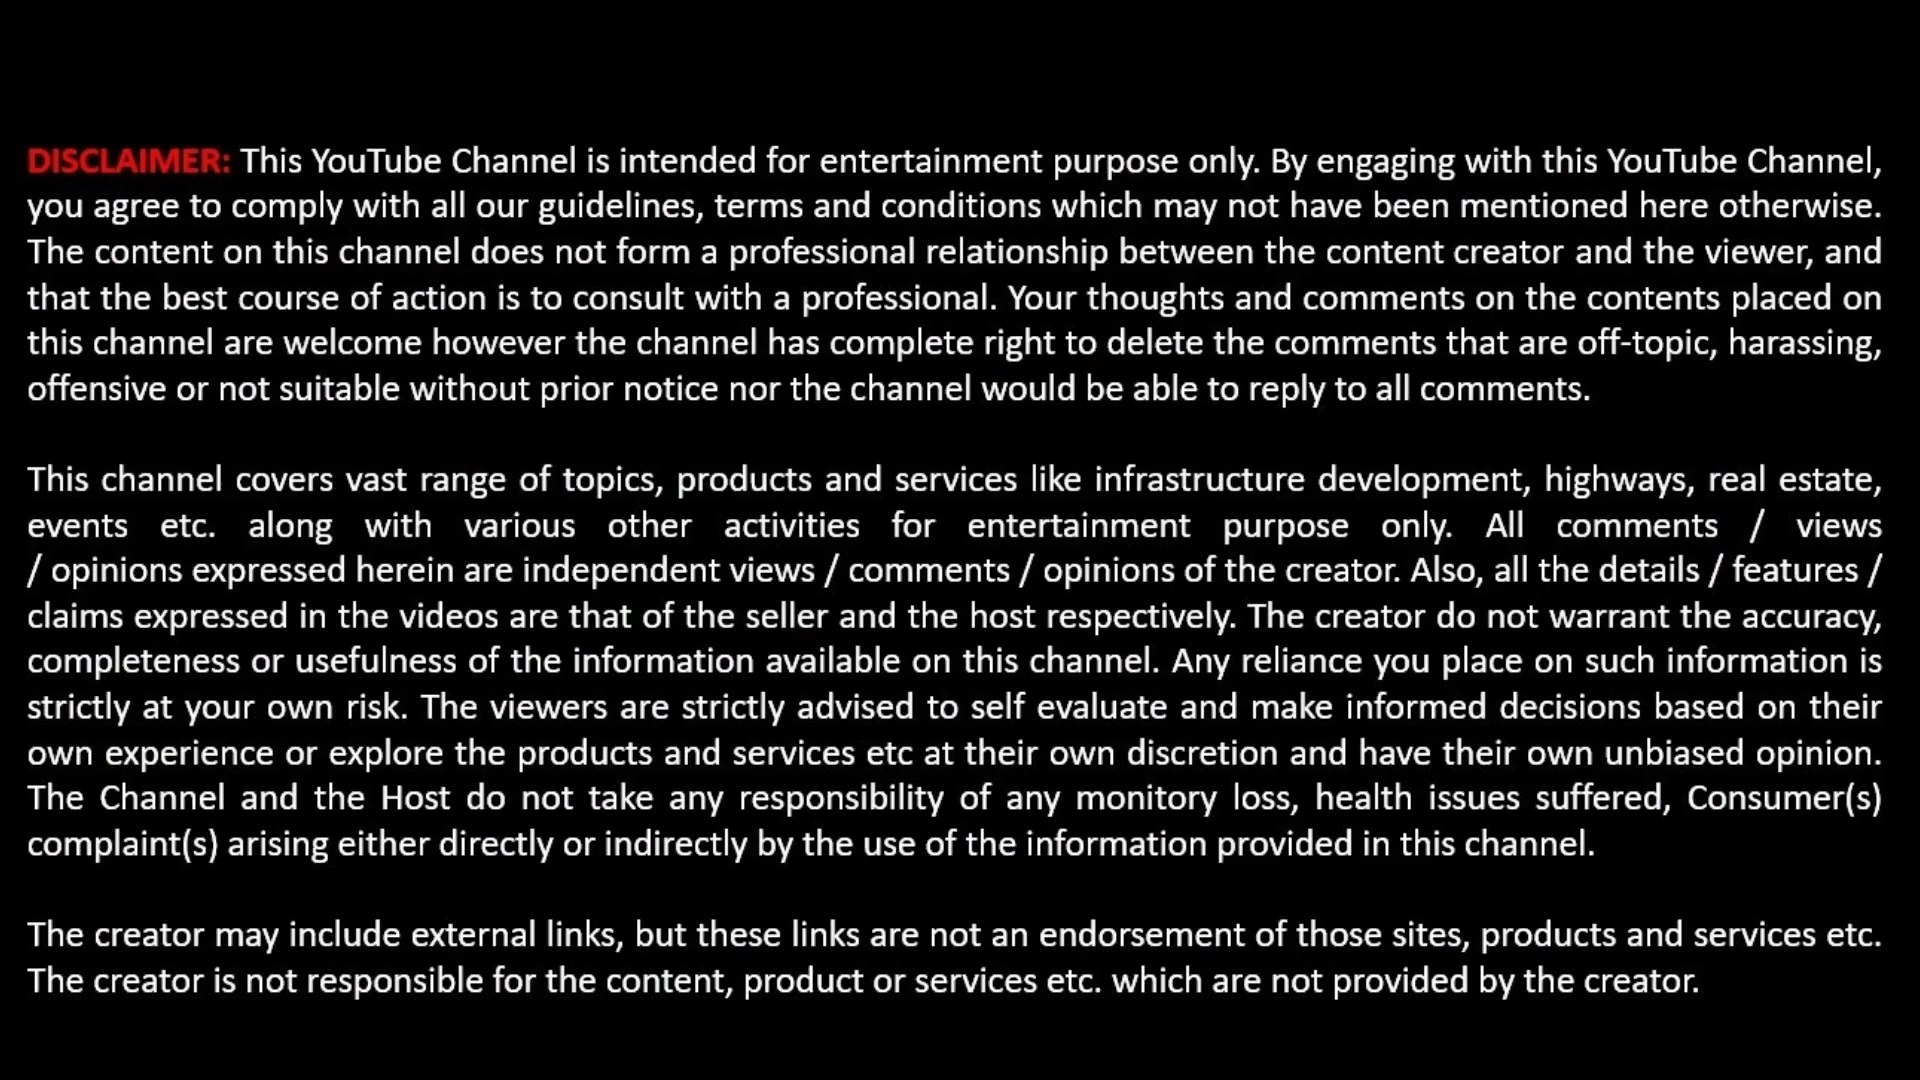 DISCLAIMER: This YouTube Channel is intended for entertainment purpose only. By engaging with this YouTube Channel,
you agree to comply with all our guidelines, terms and conditions which may not have been mentioned here otherwise.
The content on this channel does not form a professional relationship between the content creator and the viewer, and
that the best course of action is to consult with a professional. Your thoughts and comments on the contents placed on
this channel are welcome however the channel has complete right to delete the comments that are off-topic, harassing,
offensive or not suitable without prior notice nor the channel would be able to reply to all comments.
This channel covers vast range of topics, products and services like infrastructure development, highways, real estate,
events etc. along with various other activities for entertainment purpose only. All comments / views
/ opinions expressed herein are independent views / comments / opinions of the creator. Also, all the details / features /
claims expressed in the videos are that of the seller and the host respectively. The creator do not warrant the accuracy,
completeness or usefulness of the information available on this channel. Any reliance you place on such information is
strictly at your own risk. The viewers are strictly advised to self evaluate and make informed decisions based on their
own experience or explore the products and services etc at their own discretion and have their own unbiased opinion.
The Channel and the Host do not take any responsibility of any monitory loss, health issues suffered, Consumer(s)
complaint(s) arising either directly or indirectly by the use of the information provided in this channel.
The creator may include external links, but these links are not an endorsement of those sites, products and services etc.
The creator is not responsible for the content, product or services etc. which are not provided by the creator.